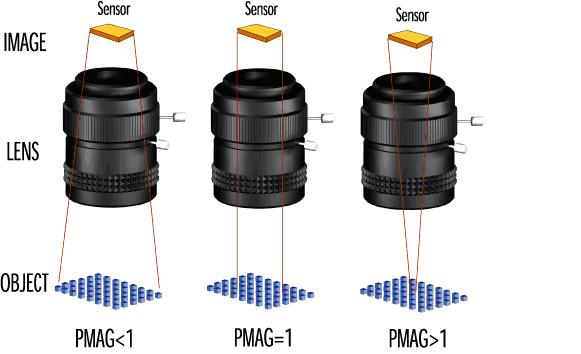 Sensor
Sensor
Sensor
IMAGE
LENS
OBJECT
PMAG<1
PMAG=1
PMAG>1